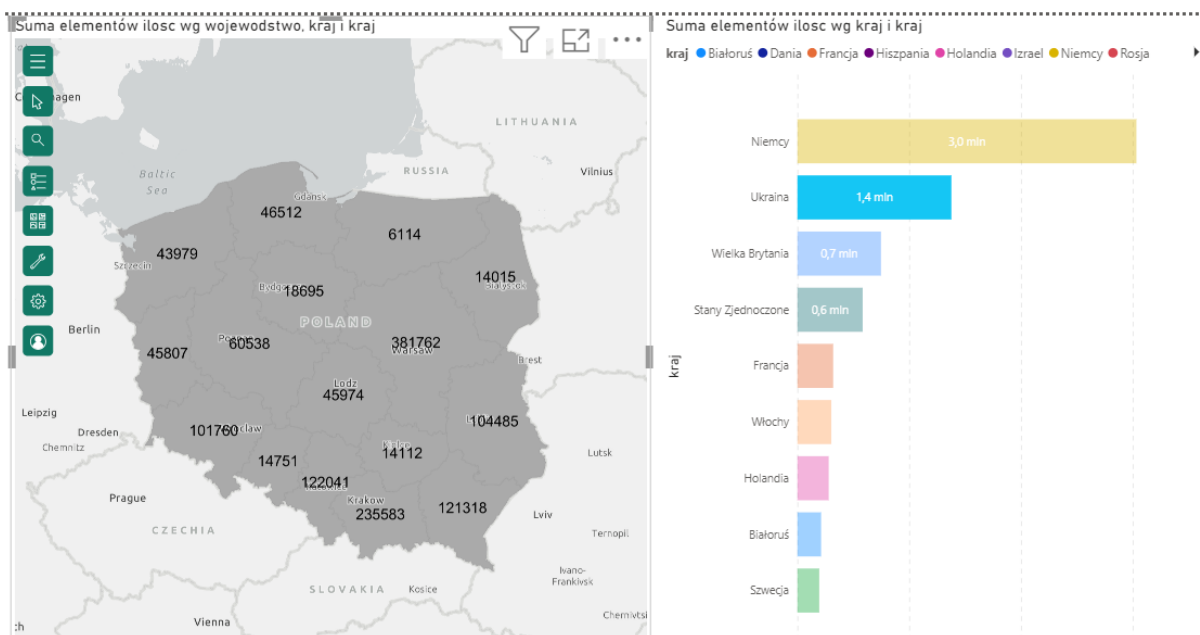 Suma elementów ilosc wg wojewodstwo, kraj i kraj
agen
LITHUANIA
Baltic
Sea
RUSSIA
Vilnius
Gdansk
46512
6114
43979
Szczecin
14015
Bialystok
18695
POLAND
Berlin
60538
381762
Warsaw
45807
Brest
Lodz
45974
Leipzig
101760
104485
Dresden
Chemnitz
Kielce
14112
Lutsk
14751
122041
Prague
Krakow
235583
121318
Lviv
CZECHIA
Ternopil
Ivano-
Frankivsk
SLOVAKIA
Kosice
Chernivtsi
Vienna
Suma elementów ilosc wg kraj i kraj
kraj Białoruś Dania Francja Hiszpania Holandia Izrael Niemcy Rosja
Niemcy 3,0 mln
Ukraina 1,4 mln
Wielka Brytania 0,7 mln
Stany Zjednoczone 0,6 mln
Francja
kraj
Włochy
Holandia
Białoruś
Szwecja